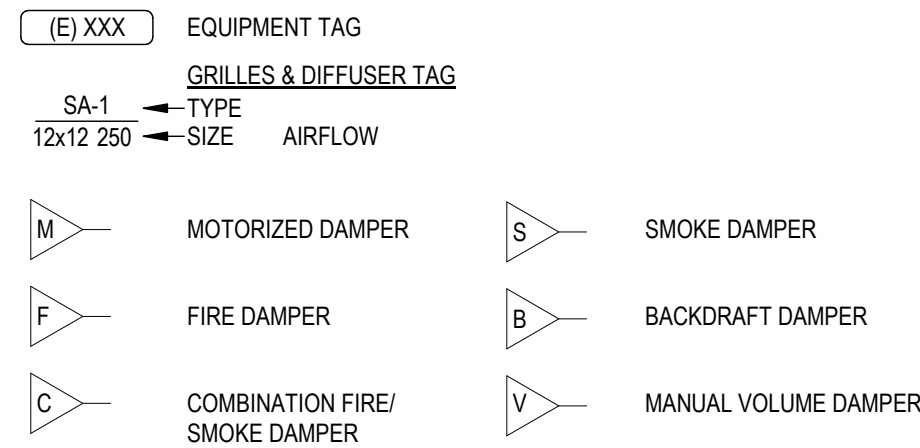 (E) XXX EQUIPMENT TAG
GRILLES & DIFFUSER TAG
SA-1 TYPE
12x12 250 SIZE AIRFLOW
M MOTORIZED DAMPER
S SMOKE DAMPER
F FIRE DAMPER
B BACKDRAFT DAMPER
C COMBINATION FIRE/
SMOKE DAMPER
V MANUAL VOLUME DAMPER